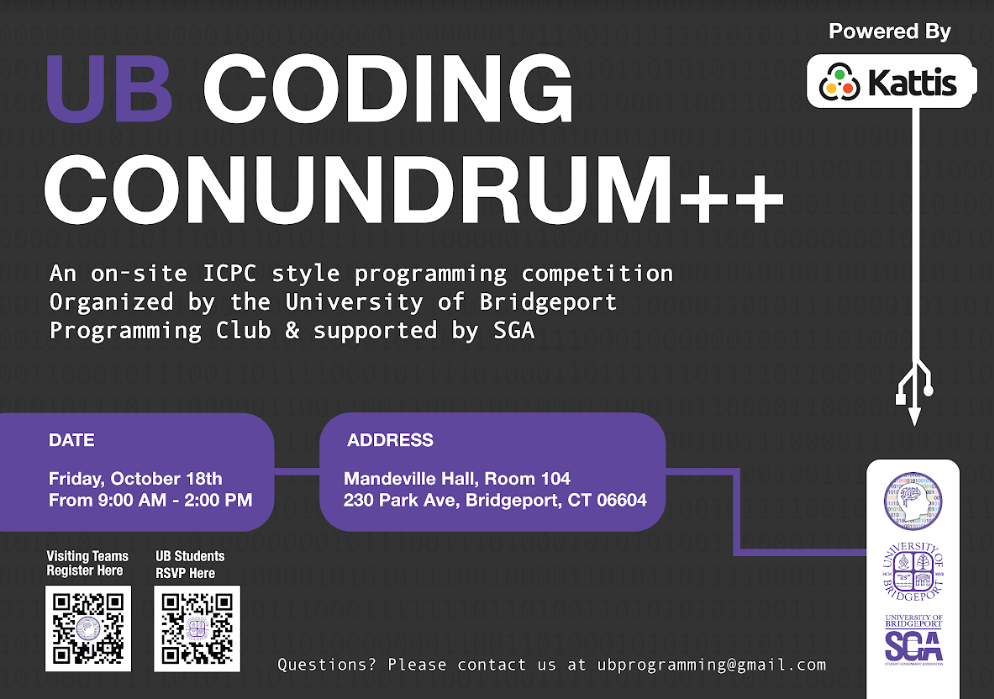 Powered By
Kattis
UB CODING
CONUNDRUM++
An on-site ICPC style programming competition
Organized by the University of Bridgeport
Programming Club & supported by SGA
DATE
Friday, October 18th
From 9:00 AM - 2:00 PM
ADDRESS
Mandeville Hall, Room 104
230 Park Ave, Bridgeport, CT 06604
Visiting Teams
Register Here
UB Students
RSVP Here
Questions? Please contact us at ubprogramming@gmail.com
UNIVERSITY OF
BRIDGEPORT
UNIVERSITY OF
BRIDGEPORT
SGA
STUDENT GOVERNMENT ASSOCIATION